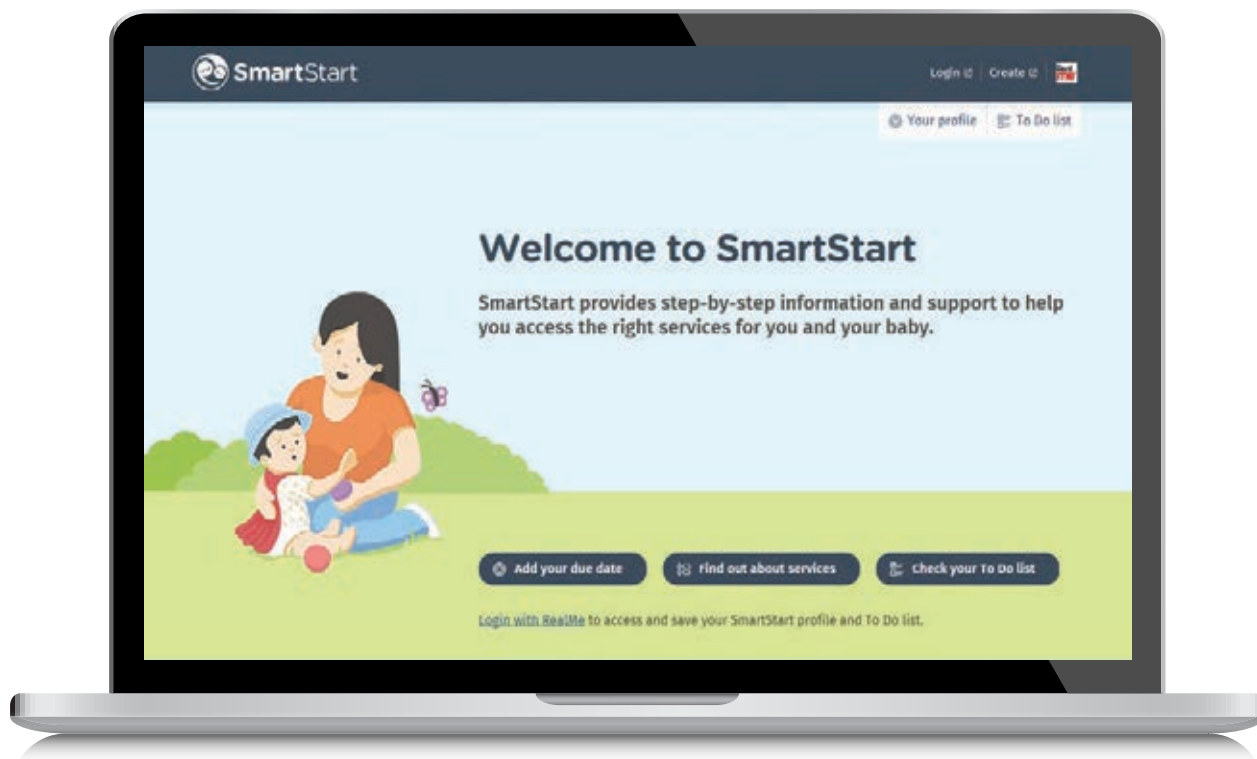 SmartStart
Login
Create
Your profile
To Do list
Welcome to SmartStart
SmartStart provides step-by-step information and support to help
you access the right services for you and your baby.
Add your due date
Find out about services
Check your To Do list
Login with RealMe to access and save your SmartStart profile and To Do list.